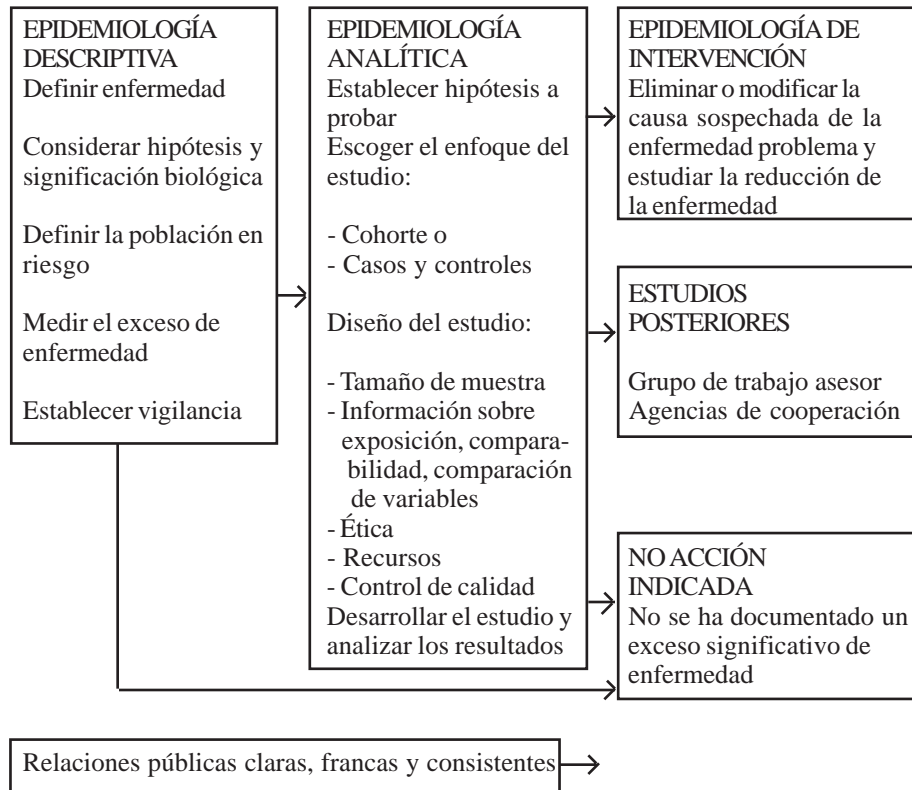 EPIDEMIOLOGÍA
DESCRIPTIVA
Definir enfermedad
Considerar hipótesis y
significación biológica
Definir la población en
riesgo
Medir el exceso de
enfermedad
Establecer vigilancia
EPIDEMIOLOGÍA
ANALÍTICA
Establecer hipótesis a
probar
Escoger el enfoque del
estudio:
- Cohorte o
- Casos y controles
Diseño del estudio:
- Tamaño de muestra
- Información sobre
exposición, compara-
bilidad, comparación
de variables
- Ética
- Recursos
- Control de calidad
Desarrollar el estudio y
analizar los resultados
EPIDEMIOLOGÍA DE
INTERVENCIÓN
Eliminar o modificar la
causa sospechada de la
enfermedad problema y
estudiar la reducción de
la enfermedad
ESTUDIOS
POSTERIORES
Grupo de trabajo asesor
Agencias de cooperación
NO ACCIÓN
INDICADA
No se ha documentado un
exceso significativo de
enfermedad
Relaciones públicas claras, francas y consistentes